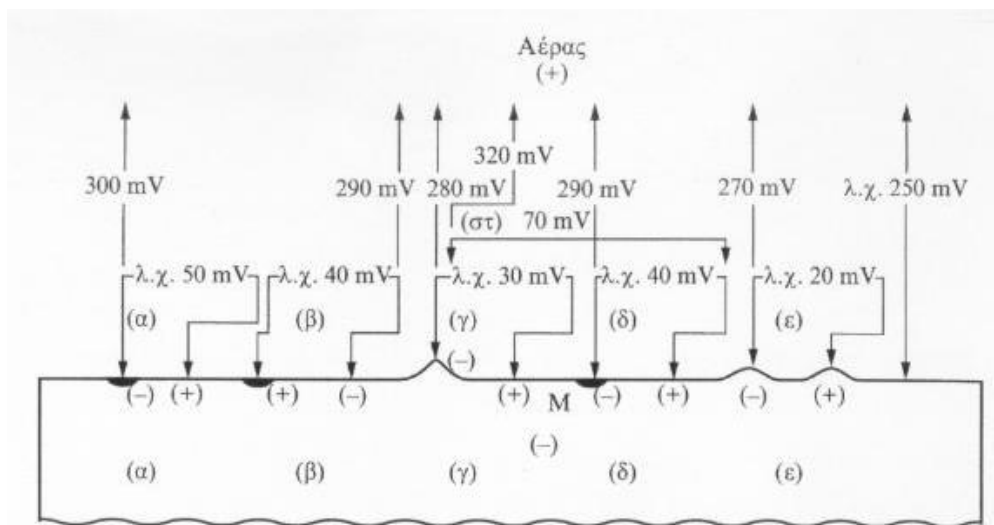 Αέρας
(+)
320 mV
300 mV
290 mV
280 mV
290 mV
270 mV
λ.χ. 250 mV
(στ)
70 mV
λ.χ. 50 mV
λ.χ. 40 mV
λ.χ. 30 mV
λ.χ. 40 mV
λ.χ. 20 mV
(α)
(β)
(γ)
(δ)
(ε)
(–)
(–)
(+)
(+)
(–)
(+)
M
(–)
(+)
(–)
(+)
(–)
(α)
(β)
(γ)
(δ)
(ε)